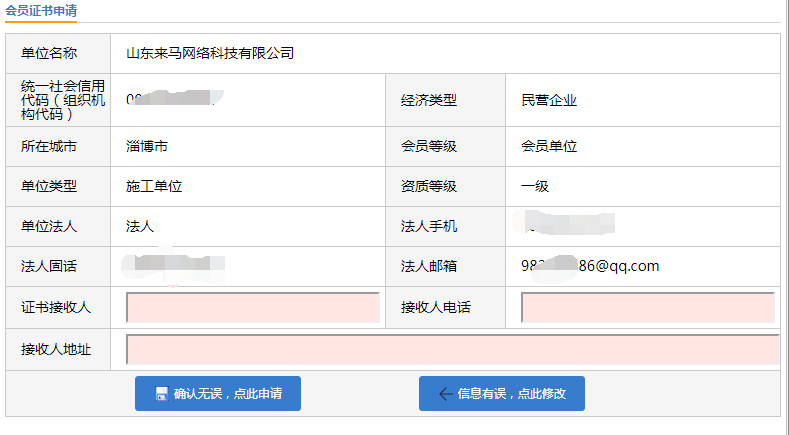 会员证书申请
单位名称 山东来马网络科技有限公司
统一社会信用
代码（组织机
构代码）
经济类型 民营企业
所在城市 淄博市 会员等级 会员单位
单位类型 施工单位 资质等级 一级
单位法人 法人 法人手机
法人固话 法人邮箱 98 86@qq.com
证书接收人 接收人电话
接收人地址
确认无误，点此申请 信息有误，点此修改